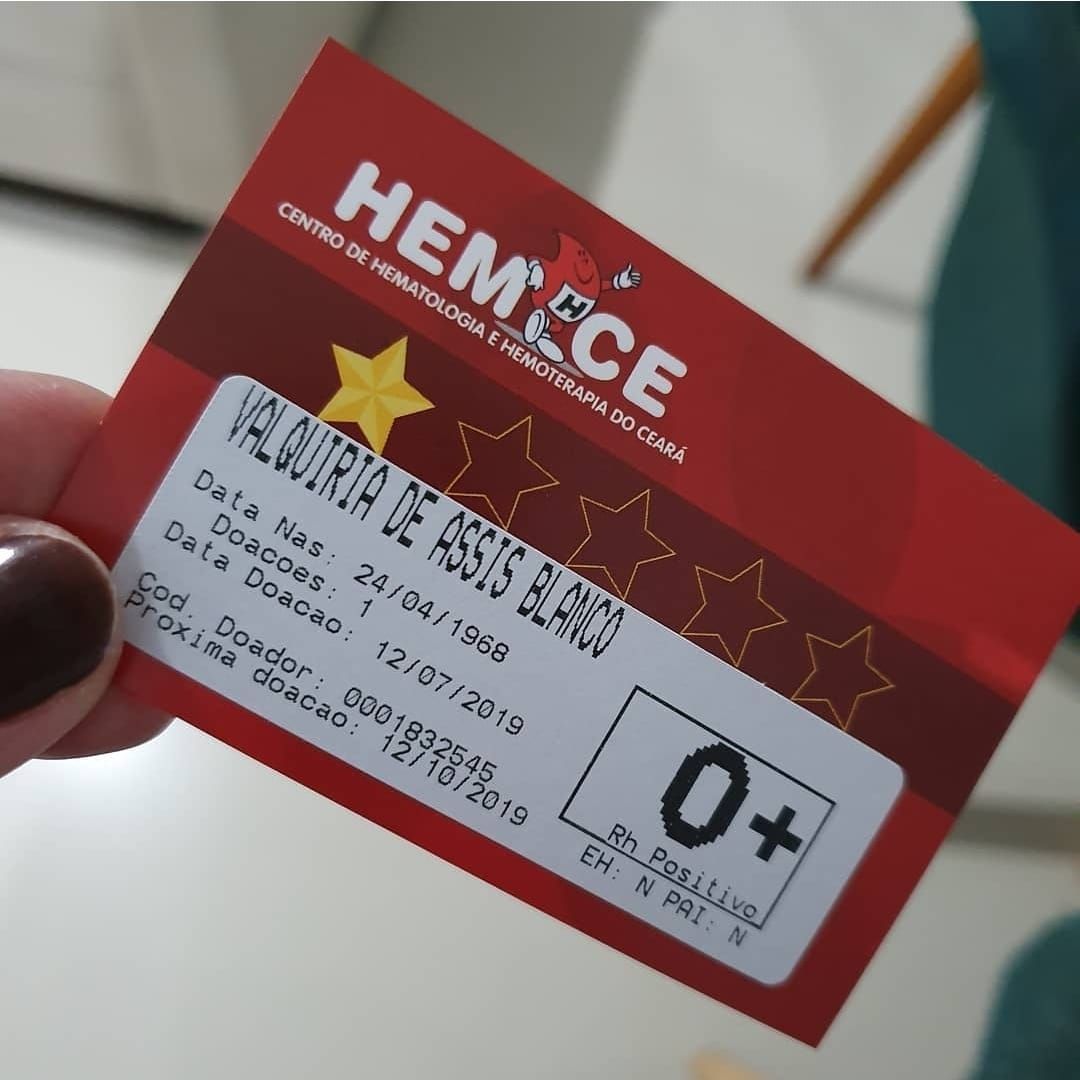 HEMOCE
CENTRO DE HEMATOLOGIA E HEMOTERAPIA DO CEARÁ
H
VALQUIRIA DE ASSIS BLANCO
Data Nas: 24/04/1968
Doacoes: 1
Data Doacao: 12/07/2019
Cod. Doador: 0001832545
Proxima doacao: 12/10/2019
O+
Rh Positivo
EH: N PAI: N